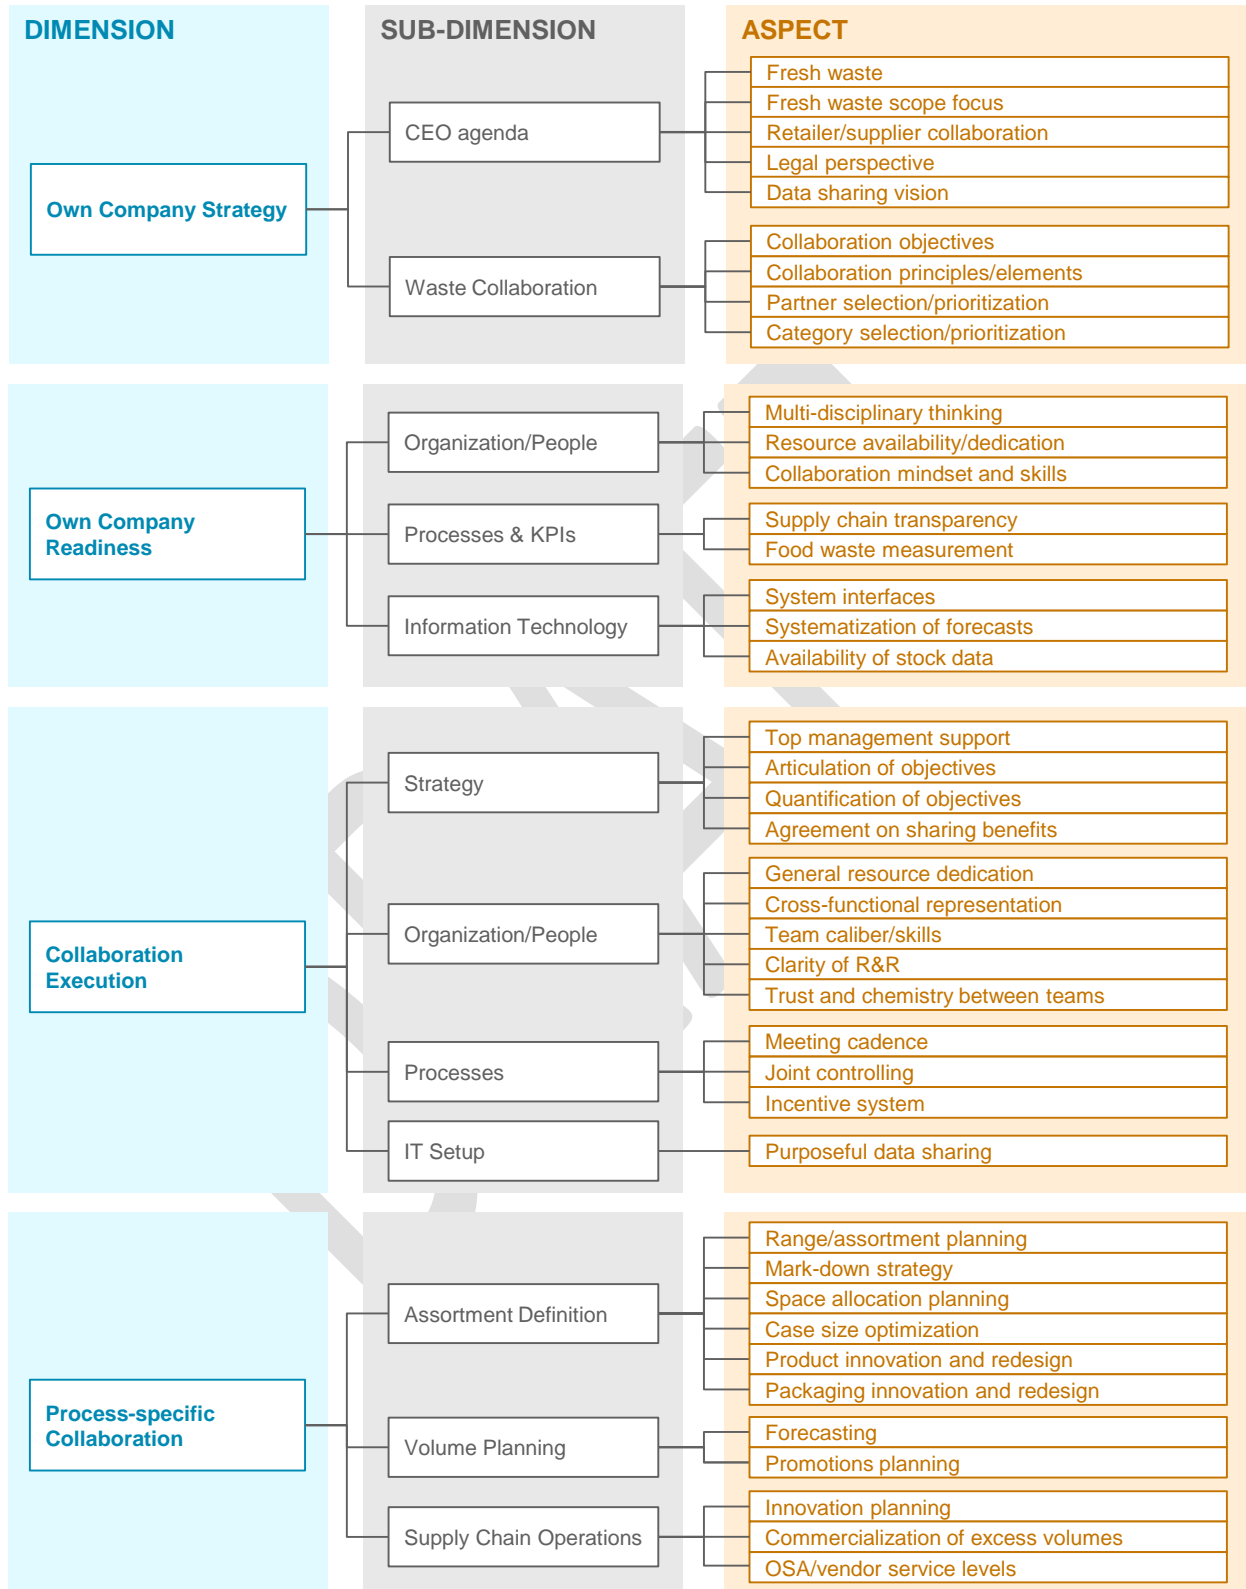 DIMENSION
SUB-DIMENSION
ASPECT
Own Company Strategy
CEO agenda
Fresh waste
Fresh waste scope focus
Retailer/supplier collaboration
Legal perspective
Data sharing vision
Waste Collaboration
Collaboration objectives
Collaboration principles/elements
Partner selection/prioritization
Category selection/prioritization
Own Company
Readiness
Organization/People
Multi-disciplinary thinking
Resource availability/dedication
Collaboration mindset and skills
Processes & KPIs
Supply chain transparency
Food waste measurement
Information Technology
System interfaces
Systematization of forecasts
Availability of stock data
Collaboration
Execution
Strategy
Top management support
Articulation of objectives
Quantification of objectives
Agreement on sharing benefits
Organization/People
General resource dedication
Cross-functional representation
Team caliber/skills
Clarity of R&R
Trust and chemistry between teams
Processes
Meeting cadence
Joint controlling
Incentive system
IT Setup
Purposeful data sharing
Process-specific
Collaboration
Assortment Definition
Range/assortment planning
Mark-down strategy
Space allocation planning
Case size optimization
Product innovation and redesign
Packaging innovation and redesign
Volume Planning
Forecasting
Promotions planning
Supply Chain Operations
Innovation planning
Commercialization of excess volumes
OSA/vendor service levels